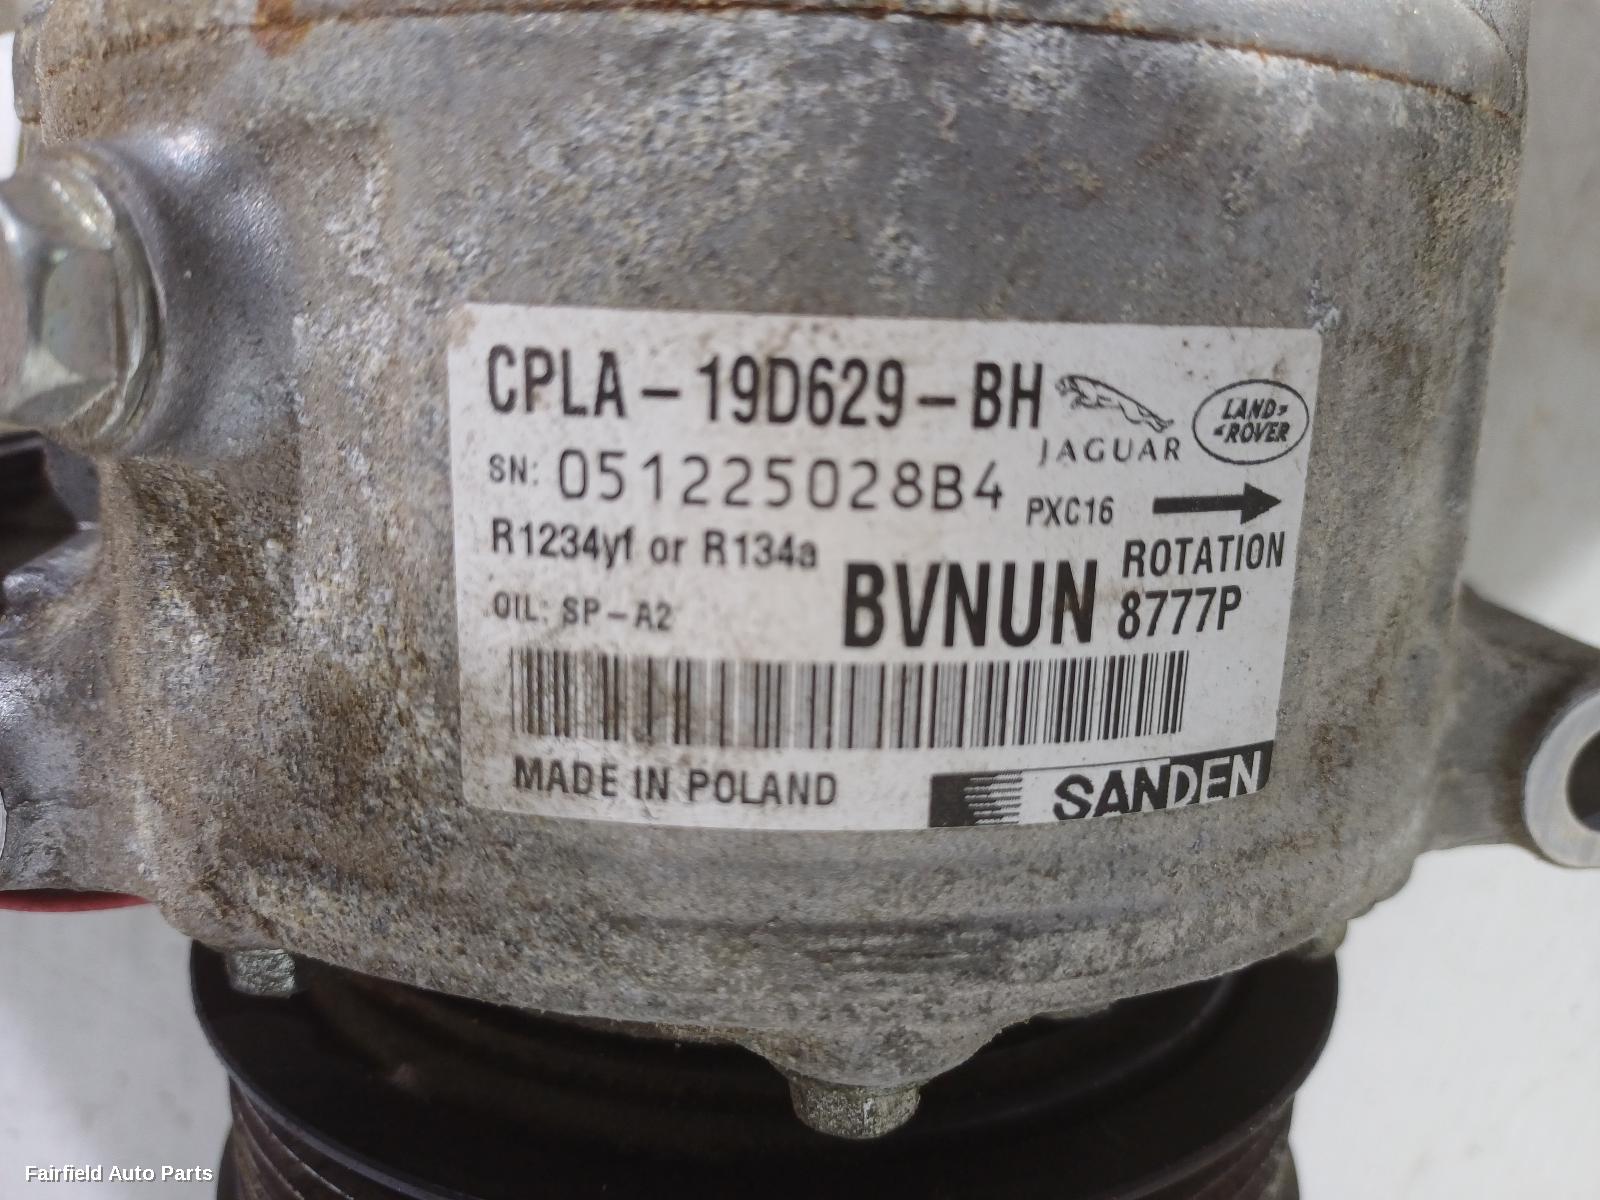 CPLA-19D629-BH
JAGUAR
LAND-
-ROVER
SN: 051225028B4
PXC16
R1234yf or R134a
ROTATION
OIL: SP-A2
BVNUN 8777P
MADE IN POLAND
SANDEN
Fairfield Auto Parts